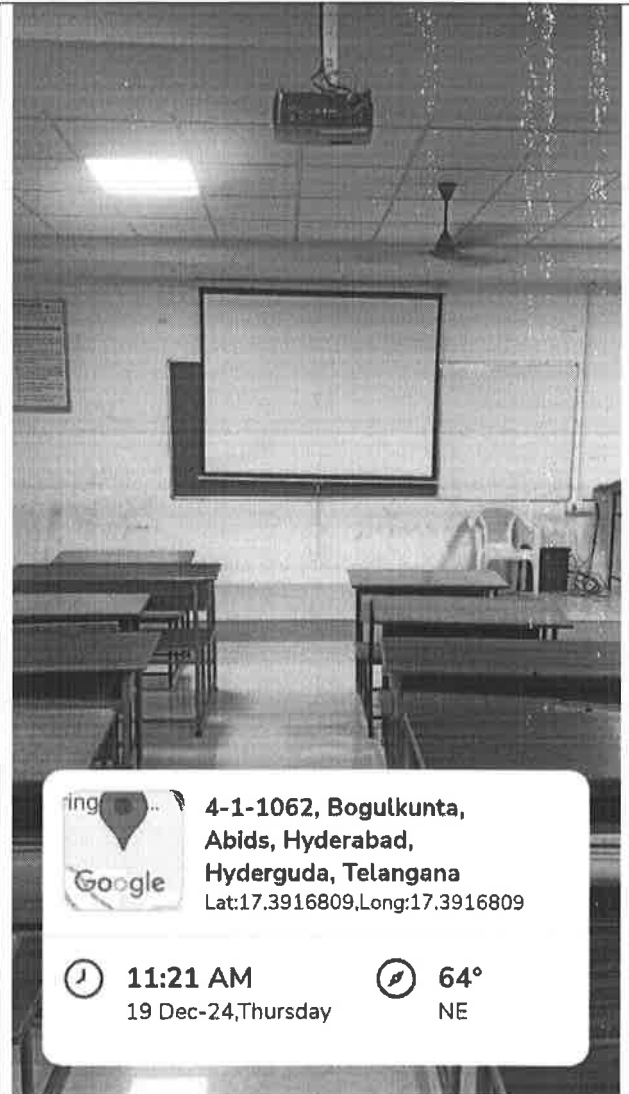 ring
Google
4-1-1062, Bogulkunta,
Abids, Hyderabad,
Hyderguda, Telangana
Lat:17.3916809,Long:17.3916809
11:21 AM
19 Dec-24,Thursday
64°
NE